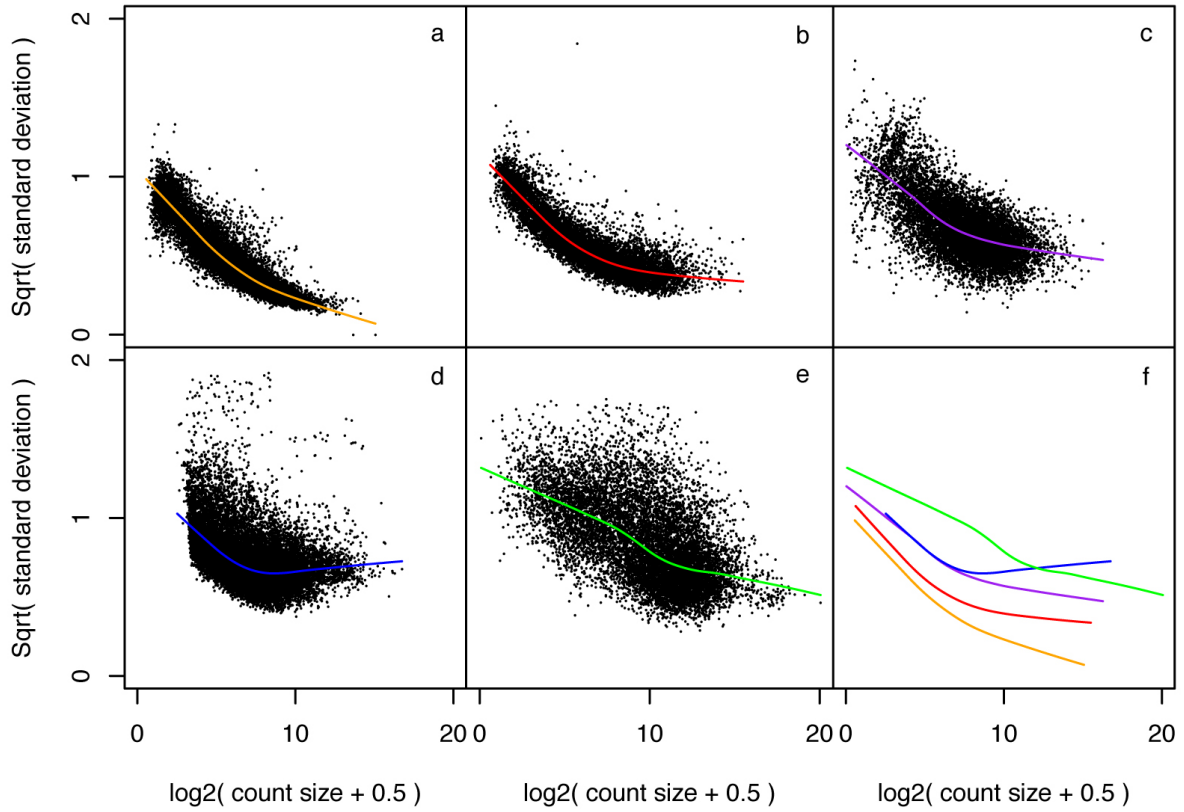 a
b
c
2
1
0
Sqrt( standard deviation )
d
e
f
2
1
0
Sqrt( standard deviation )
0 10 20 0 10 20 0 10 20
log2( count size + 0.5 ) log2( count size + 0.5 ) log2( count size + 0.5 )